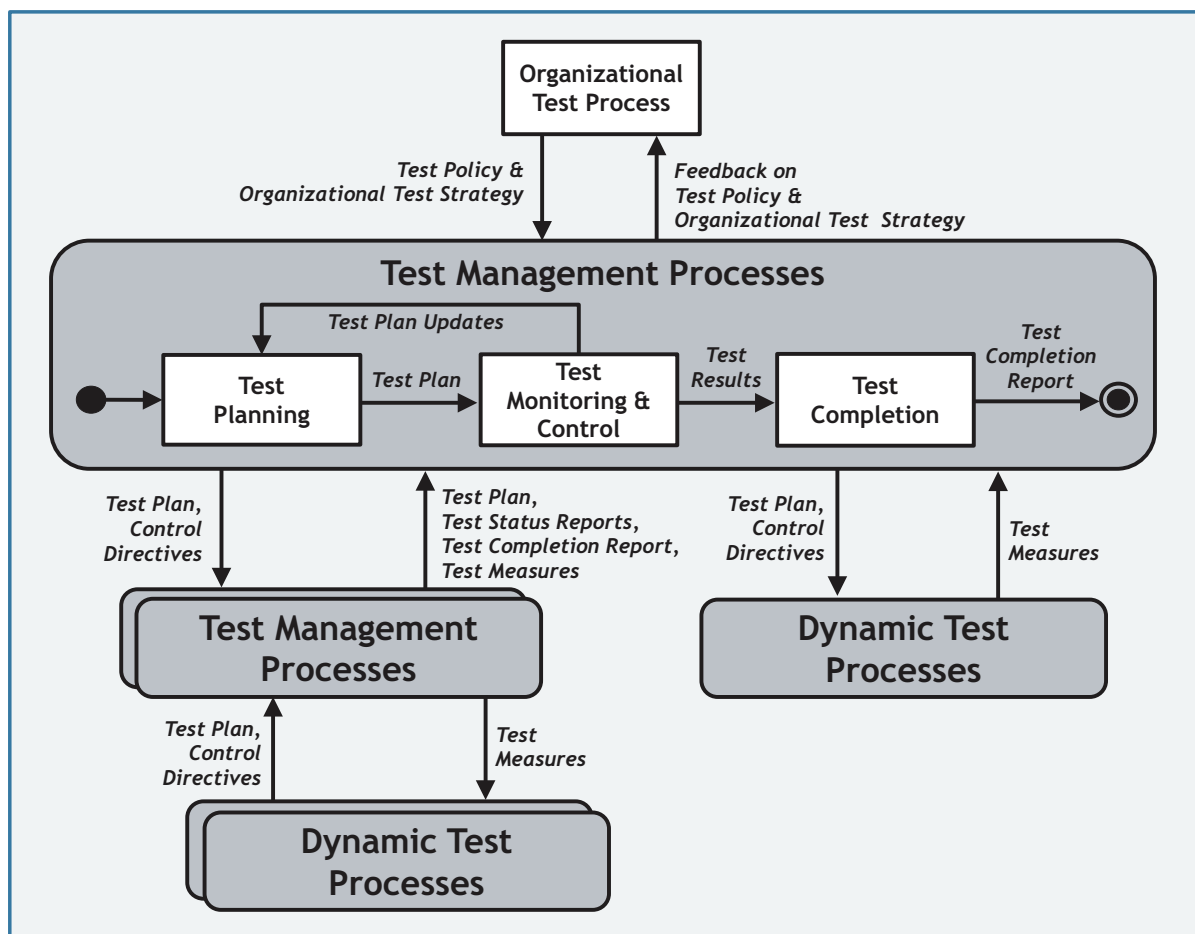 Organizational
Test Process
Test Policy &
Organizational Test Strategy
Feedback on
Test Policy &
Organizational Test Strategy
Test Management Processes
Test Plan Updates
Test
Planning
Test Plan
Test
Monitoring &
Control
Test
Results
Test
Completion
Test
Completion
Report
Test Plan,
Control
Directives
Test Plan,
Test Status Reports,
Test Completion Report,
Test Measures
Test Plan,
Control
Directives
Test
Measures
Test Management
Processes
Dynamic Test
Processes
Test Plan,
Control
Directives
Test
Measures
Dynamic Test
Processes